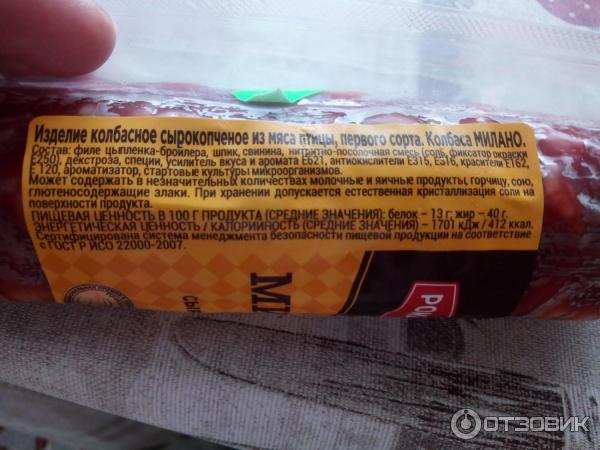 Изделие колбасное сырокопченое из мяса птицы, первого сорта. Колбаса МИЛАНО.
Состав: филе цыпленка-бройлера, шпик, свинина, нитритно-посолочная смесь (соль, фиксатор окраски
Е250), декстроза, специи, усилитель вкуса и аромата Е621, антиокислители Е315, Е316, красители Е162,
Е 120, ароматизатор, стартовые культуры микроорганизмов.
Может содержать в незначительных количествах молочные и яичные продукты, горчицу, сою,
глютеносодержащие злаки. При хранении допускается естественная кристаллизация соли на
поверхности продукта.
ПИЩЕВАЯ ЦЕННОСТЬ В 100 Г ПРОДУКТА (СРЕДНИЕ ЗНАЧЕНИЯ): белок – 13 г; жир – 40 г.
ЭНЕРГЕТИЧЕСКАЯ ЦЕННОСТЬ / КАЛОРИЙНОСТЬ (СРЕДНИЕ ЗНАЧЕНИЯ) – 1701 кДж / 412 ккал.
Сертифицирована система менеджмента безопасности пищевой продукции на соответствие
с ГОСТ Р ИСО 22000-2007.
МИ
СЫ
РОМ
ОТЗОВИК